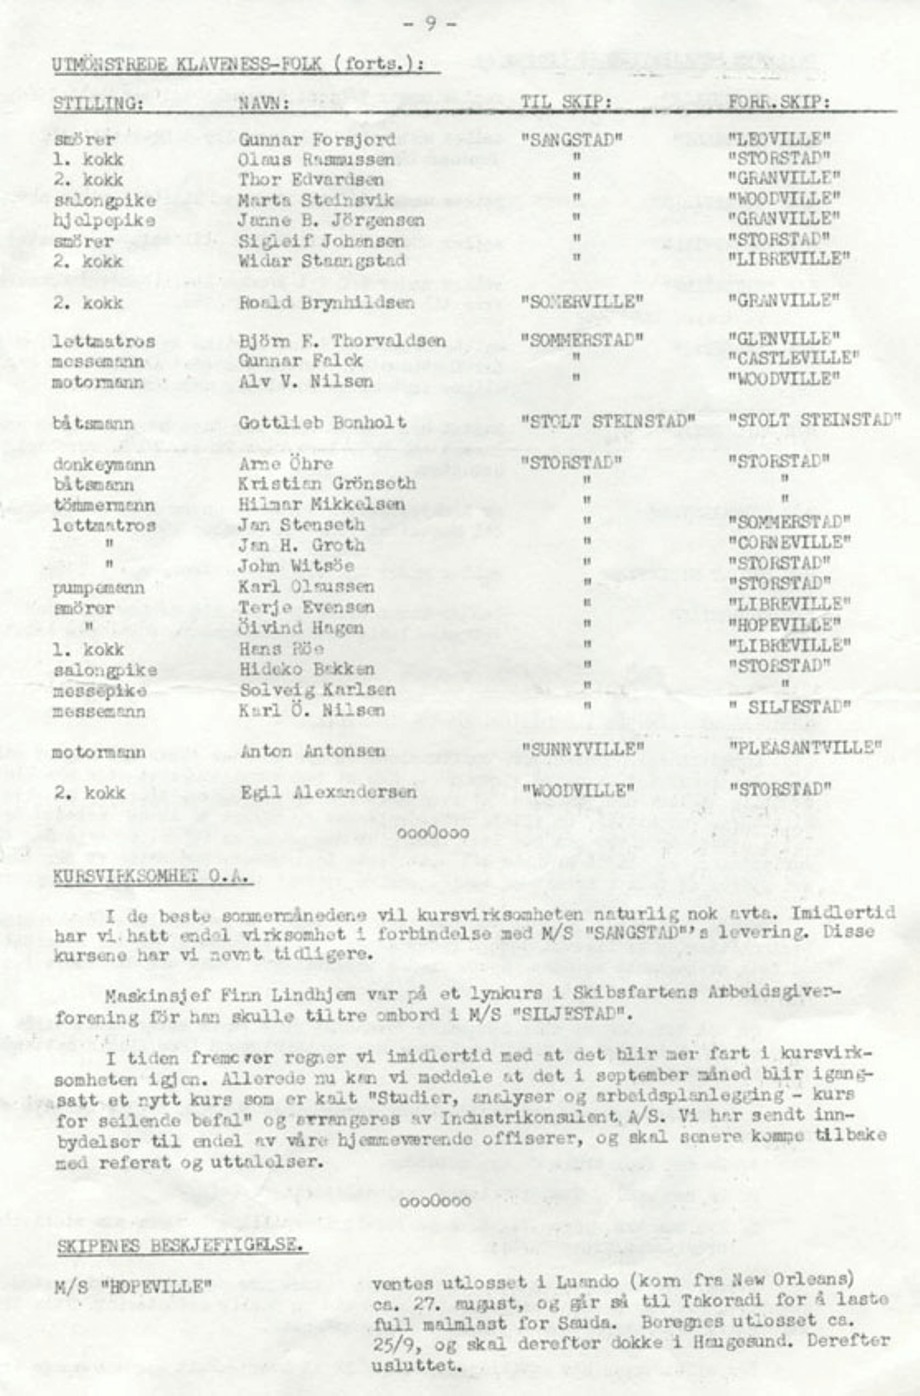 - 9 -
UTMÖNSTREDE KLAVENESS-FOLK (forts.):
STILLING: NAVN: TIL SKIP: FORR.SKIP:
smörer Gunnar Forsjord "SANGSTAD" "LEOVILLE"
1. kokk Olaus Rasmussen " "STORSTAD"
2. kokk Thor Edvardsen " "GRANVILLE"
salongpike Marta Steinsvik " "WOODVILLE"
hjelpepike Janne B. Jörgensen " "GRANVILLE"
smörer Sigleif Johansen " "STORSTAD"
2. kokk Widar Staangstad " "LIBREVILLE"
2. kokk Roald Brynhildsen "SOMERVILLE" "GRANVILLE"
lettmatros Björn F. Thorvaldsen "SOMMERSTAD" "GLENVILLE"
messemann Gunnar Falck " "CASTLEVILLE"
motormann Alv V. Nilsen " "WOODVILLE"
båtsmann Gottlieb Bonholt "STOLT STEINSTAD" "STOLT STEINSTAD"
donkeymann Arne Öhre "STORSTAD" "STORSTAD"
båtsmann Kristian Grönseth " "
tömmermann Hilmar Mikkelsen " "
lettmatros Jan Stenseth " "SOMMERSTAD"
" Jan H. Groth " "CORNEVILLE"
" John Witsöe " "STORSTAD"
pumpemann Karl Olaussen " "STORSTAD"
smörer Terje Evensen " "LIBREVILLE"
" Öivind Hagen " "HOPEVILLE"
1. kokk Hans Röe " "LIBREVILLE"
salongpike Hideko Bakken " "STORSTAD"
messepike Solveig Karlsen " "
messemann Karl Ö. Nilsen " " SILJESTAD"
motormann Anton Antonsen "SUNNYVILLE" "PLEASANTVILLE"
2. kokk Egil Alexandersen "WOODVILLE" "STORSTAD"
oooOooo
KURSVIRKSOMHET O.A.
I de beste sommermånedene vil kursvirksomheten naturlig nok avta. Imidlertid
har vi hatt endel virksomhet i forbindelse med M/S "SANGSTAD"'s levering. Disse
kursene har vi nevnt tidligere.
Maskinsjef Finn Lindhjem var på et lynkurs i Skibsfartens Arbeidsgiver-
forening för han skulle tiltre ombord i M/S "SILJESTAD".
I tiden fremover regner vi imidlertid med at det blir mer fart i kursvirk-
somheten igjen. Allerede nu kan vi meddele at det i september måned blir igang-
satt et nytt kurs som er kalt "Studier, analyser og arbeidsplanlegging - kurs
for seilende befal" og arrangeres av Industrikonsulent A/S. Vi har sendt inn-
bydelser til endel av våre hjemmeværende offiserer, og skal senere komme tilbake
med referat og uttalelser.
oooOooo
SKIPENES BESKJEFTIGELSE.
M/S "HOPEVILLE" ventes utlosset i Luando (kom fra New Orleans)
ca. 27. august, og går så til Takoradi for å laste
full malmlast for Sauda. Beregnes utlosset ca.
25/9, og skal derefter dokke i Haugesund. Derefter
usluttet.